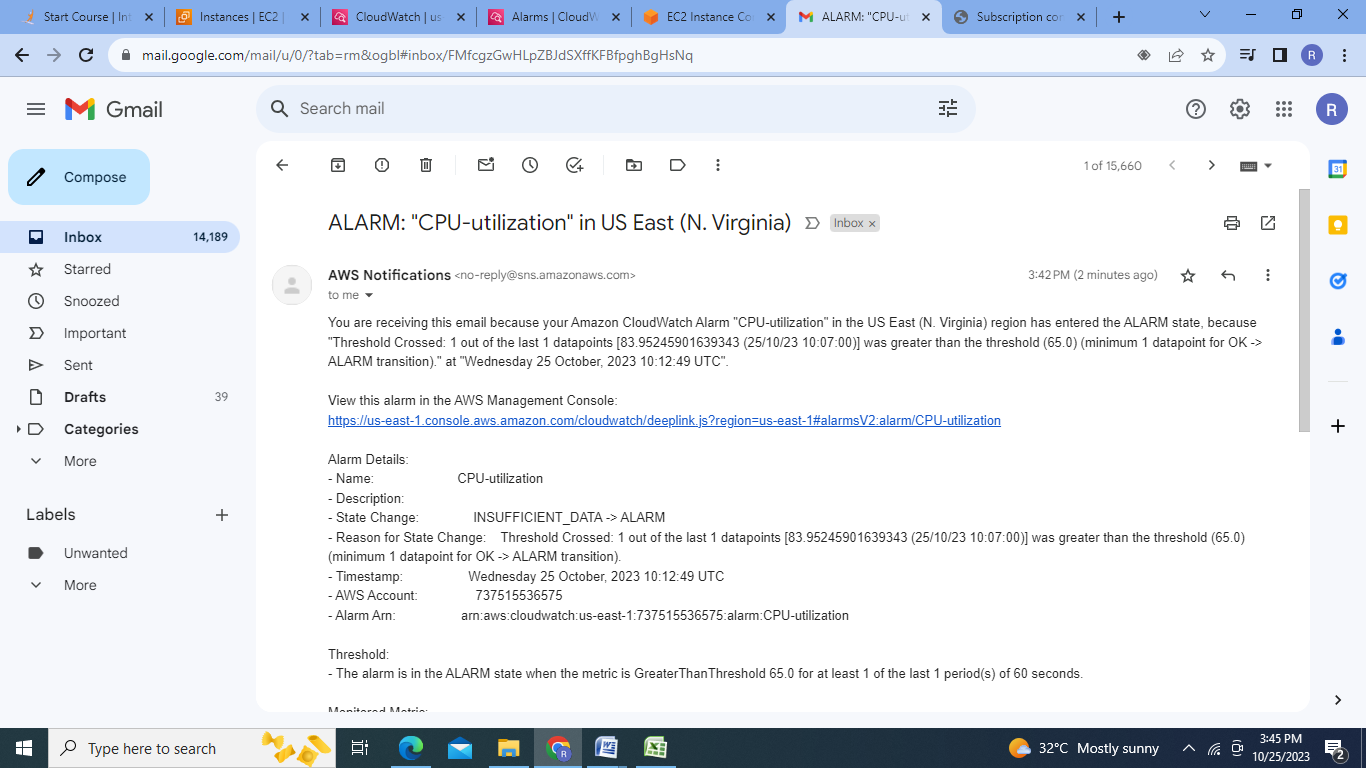 Start Course | Int
Instances | EC2 |
CloudWatch | us
Alarms | CloudW
EC2 Instance Co
ALARM: "CPU-ut
Subscription con
mail.google.com/mail/u/0/?tab=rm&ogbl#inbox/FMfcgzGwHLpZBJdSXffKFBfpghBgHsNq
R
Gmail
Search mail
R
Compose
1 of 15,660
31
Inbox 14,189
Starred
Snoozed
Important
Sent
Drafts 39
Categories
More
Labels
Unwanted
More
ALARM: "CPU-utilization" in US East (N. Virginia)
Inbox ×
AWS Notifications <no-reply@sns.amazonaws.com>
3:42 PM (2 minutes ago)
to me
You are receiving this email because your Amazon CloudWatch Alarm "CPU-utilization" in the US East (N. Virginia) region has entered the ALARM state, because
"Threshold Crossed: 1 out of the last 1 datapoints [83.95245901639343 (25/10/23 10:07:00)] was greater than the threshold (65.0) (minimum 1 datapoint for OK ->
ALARM transition)." at "Wednesday 25 October, 2023 10:12:49 UTC".
View this alarm in the AWS Management Console:
https://us-east-1.console.aws.amazon.com/cloudwatch/deeplink.js?region=us-east-1#alarmsV2:alarm/CPU-utilization
Alarm Details:
- Name: CPU-utilization
- Description:
- State Change: INSUFFICIENT_DATA -> ALARM
- Reason for State Change: Threshold Crossed: 1 out of the last 1 datapoints [83.95245901639343 (25/10/23 10:07:00)] was greater than the threshold (65.0)
(minimum 1 datapoint for OK -> ALARM transition).
- Timestamp: Wednesday 25 October, 2023 10:12:49 UTC
- AWS Account: 737515536575
- Alarm Arn: arn:aws:cloudwatch:us-east-1:737515536575:alarm:CPU-utilization
Threshold:
- The alarm is in the ALARM state when the metric is GreaterThanThreshold 65.0 for at least 1 of the last 1 period(s) of 60 seconds.
Monitored Metric:
Type here to search
32°C Mostly sunny
3:45 PM
10/25/2023
2